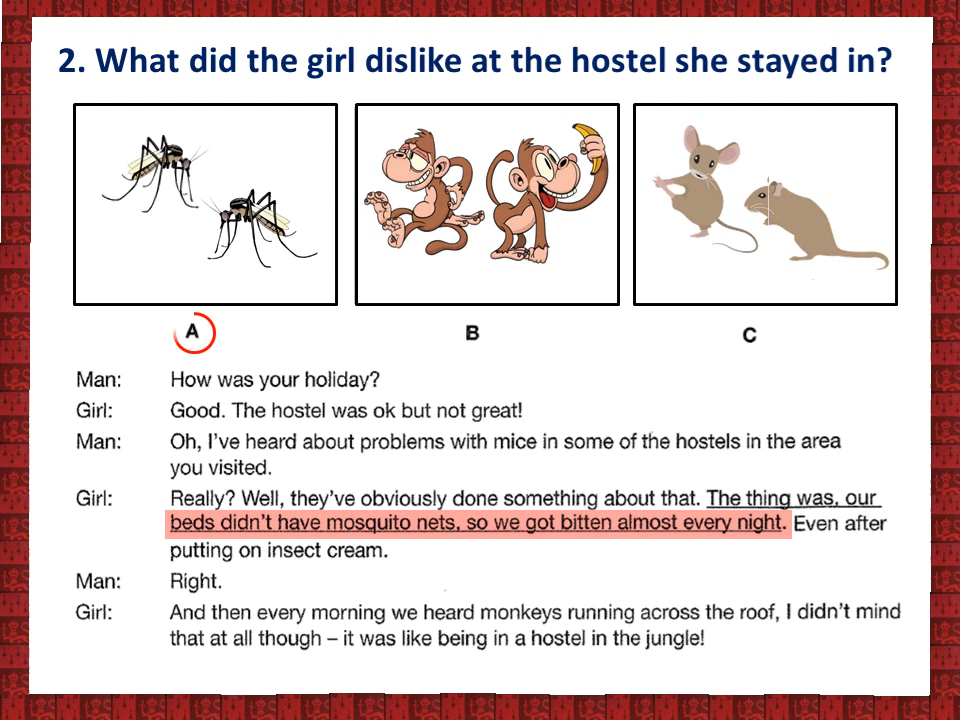 2. What did the girl dislike at the hostel she stayed in?
A
B
C
Man: How was your holiday?
Girl: Good. The hostel was ok but not great!
Man: Oh, I've heard about problems with mice in some of the hostels in the area
you visited.
Girl: Really? Well, they've obviously done something about that. The thing was, our
beds didn't have mosquito nets, so we got bitten almost every night. Even after
putting on insect cream.
Man: Right.
Girl: And then every morning we heard monkeys running across the roof, I didn't mind
that at all though – it was like being in a hostel in the jungle!